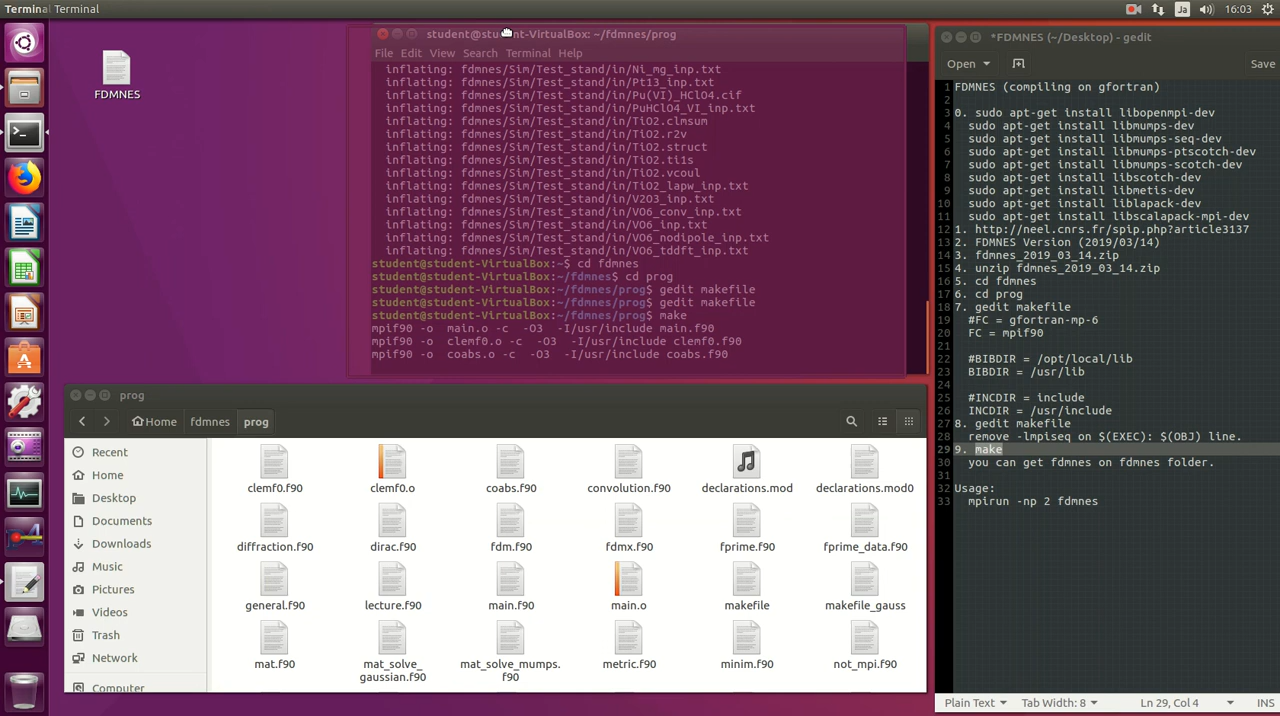 Terminal Terminal
Ja
16:03
FDMNES
student@student-VirtualBox: ~/fdmnes/prog
File Edit View Search Terminal Help
inflating: fdmnes/Sim/Test_stand/in/Ni_mg_inp.txt
inflating: fdmnes/Sim/Test_stand/in/Pt13_inp.txt
inflating: fdmnes/Sim/Test_stand/in/Pu(VI)_HClO4.cif
inflating: fdmnes/Sim/Test_stand/in/PuHClO4_VI_inp.txt
inflating: fdmnes/Sim/Test_stand/in/TiO2.clmsum
inflating: fdmnes/Sim/Test_stand/in/TiO2.r2v
inflating: fdmnes/Sim/Test_stand/in/TiO2.struct
inflating: fdmnes/Sim/Test_stand/in/TiO2.ti1s
inflating: fdmnes/Sim/Test_stand/in/TiO2.vcoul
inflating: fdmnes/Sim/Test_stand/in/TiO2_lapw_inp.txt
inflating: fdmnes/Sim/Test_stand/in/V2O3_inp.txt
inflating: fdmnes/Sim/Test_stand/in/VO6_conv_inp.txt
inflating: fdmnes/Sim/Test_stand/in/VO6_inp.txt
inflating: fdmnes/Sim/Test_stand/in/VO6_nodipole_inp.txt
inflating: fdmnes/Sim/Test_stand/in/VO6_tddft_inp.txt
student@student-VirtualBox:~$ cd fdmnes
student@student-VirtualBox:~/fdmnes$ cd prog
student@student-VirtualBox:~/fdmnes/prog$ gedit makefile
student@student-VirtualBox:~/fdmnes/prog$ gedit makefile
student@student-VirtualBox:~/fdmnes/prog$ make
mpif90 -o main.o -c -O3 -I/usr/include main.f90
mpif90 -o clemf0.o -c -O3 -I/usr/include clemf0.f90
mpif90 -o coabs.o -c -O3 -I/usr/include coabs.f90
prog
Home fdmnes prog
Recent
Home
Desktop
Documents
Downloads
Music
Pictures
Videos
Trash
Network
Computer
clemf0.f90 clemf0.o coabs.f90 convolution.f90 declarations.mod declarations.mod0
diffraction.f90 dirac.f90 fdm.f90 fdmx.f90 fprime.f90 fprime_data.f90
general.f90 lecture.f90 main.f90 main.o makefile makefile_gauss
mat.f90 mat_solve_gaussian.f90 mat_solve_mumps.f90 metric.f90 minim.f90 not_mpi.f90
*FDMNES (~/Desktop) - gedit
Open Save
1 FDMNES (compiling on gfortran)
2
3 0. sudo apt-get install libopenmpi-dev
4 sudo apt-get install libmumps-dev
5 sudo apt-get install libmumps-seq-dev
6 sudo apt-get install libmumps-ptscotch-dev
7 sudo apt-get install libmumps-scotch-dev
8 sudo apt-get install libscotch-dev
9 sudo apt-get install libmetis-dev
10 sudo apt-get install liblapack-dev
11 sudo apt-get install libscalapack-mpi-dev
12 1. http://neel.cnrs.fr/spip.php?article3137
13 2. FDMNES Version (2019/03/14)
15 3. fdmnes_2019_03_14.zip
15 4. unzip fdmnes_2019_03_14.zip
16 5. cd fdmnes
17 6. cd prog
18 7. gedit makefile
19 #FC = gfortran-mp-6
20 FC = mpif90
22 #BIBDIR = /opt/local/lib
23 BIBDIR = /usr/lib
24
25 #INCDIR = include
26 INCDIR = /usr/include
27 8. gedit makefile
28 remove -lmpiseq on $(EXEC): $(OBJ) line.
29 9. make
30 you can get fdmnes on fdmnes folder.
31
32 Usage:
33 mpirun -np 2 fdmnes
Plain Text Tab Width: 8 Ln 29, Col 4 INS